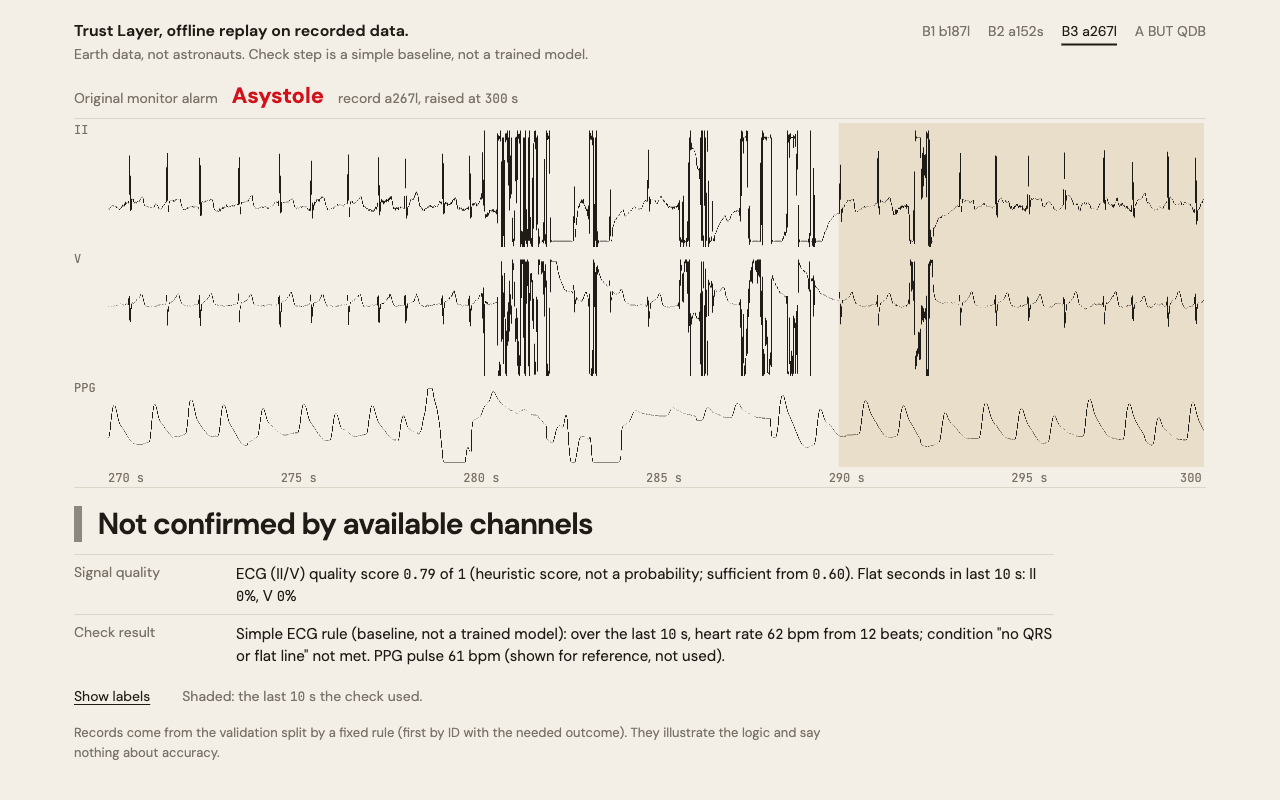 Trust Layer, offline replay on recorded data.
B1 b187l B2 a152s B3 a267l A BUT QDB
Earth data, not astronauts. Check step is a simple baseline, not a trained model.
Original monitor alarm Asystole record a267l, raised at 300 s
II
V
PPG
270 s 275 s 280 s 285 s 290 s 295 s 300
Not confirmed by available channels
Signal quality ECG (II/V) quality score 0.79 of 1 (heuristic score, not a probability; sufficient from 0.60). Flat seconds in last 10 s: II
0%, V 0%
Check result Simple ECG rule (baseline, not a trained model): over the last 10 s, heart rate 62 bpm from 12 beats; condition "no QRS
or flat line" not met. PPG pulse 61 bpm (shown for reference, not used).
Show labels Shaded: the last 10 s the check used.
Records come from the validation split by a fixed rule (first by ID with the needed outcome). They illustrate the logic and say
nothing about accuracy.